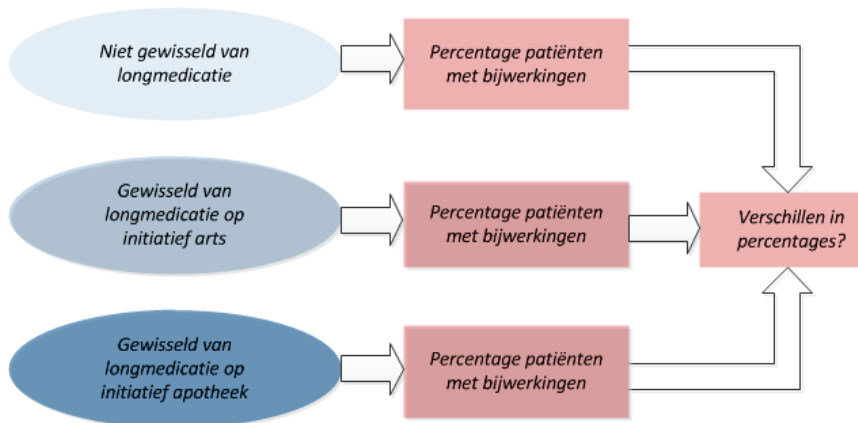 Niet gewisseld van
longmedicatie
Percentage patiënten
met bijwerkingen
Gewisseld van
longmedicatie op
initiatief arts
Percentage patiënten
met bijwerkingen
Verschillen in
percentages?
Gewisseld van
longmedicatie op
initiatief apotheek
Percentage patiënten
met bijwerkingen